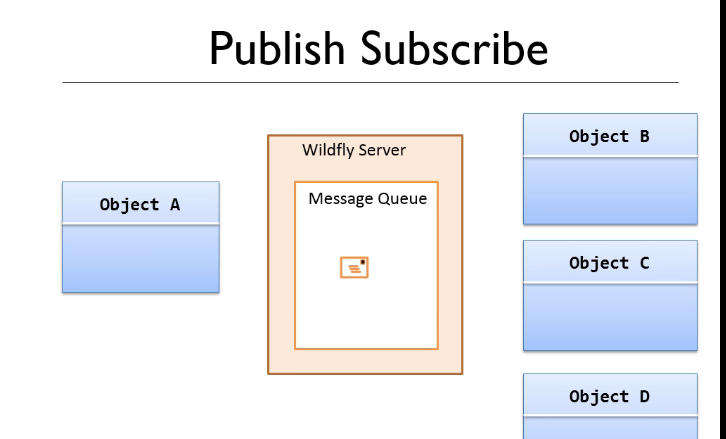 Publish Subscribe
Wildfly Server
Message Queue
Object A
Object B
Object C
Object D